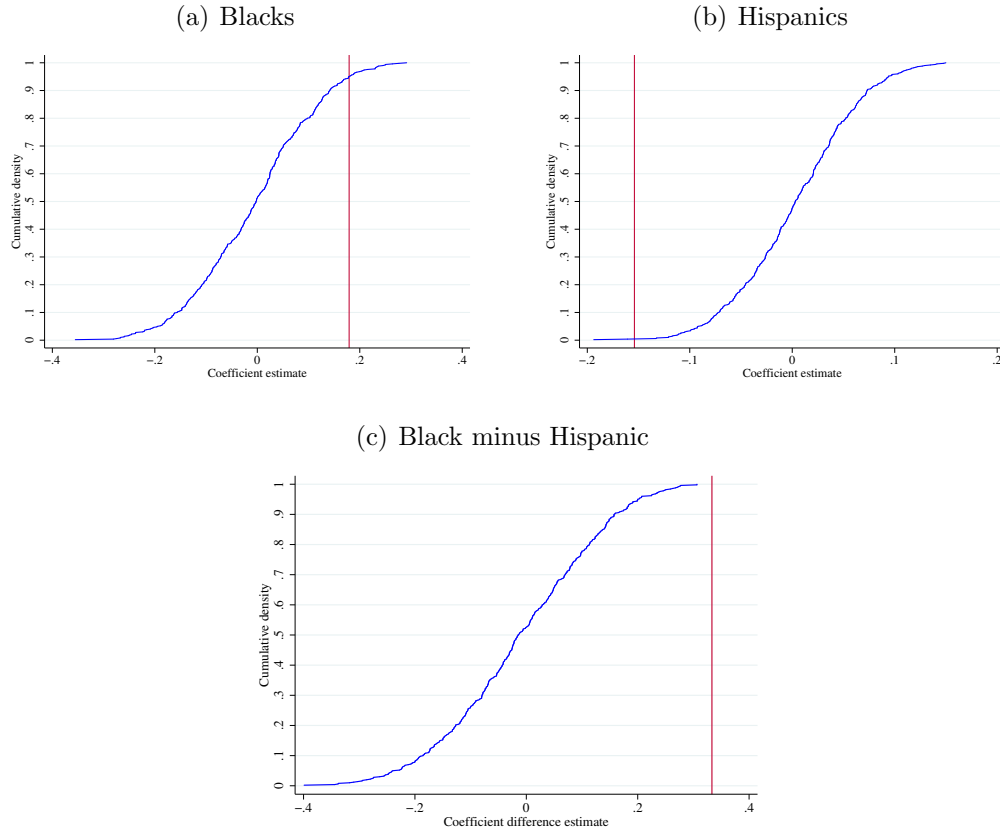 (a) Blacks
Cumulative density
0 .1 .2 .3 .4 .5 .6 .7 .8 .9 1
-.4 -.2 0 .2 .4
Coefficient estimate
(b) Hispanics
Cumulative density
0 .1 .2 .3 .4 .5 .6 .7 .8 .9 1
-.2 -.1 0 .1 .2
Coefficient estimate
(c) Black minus Hispanic
Cumulative density
0 .1 .2 .3 .4 .5 .6 .7 .8 .9 1
-.4 -.2 0 .2 .4
Coefficient difference estimate